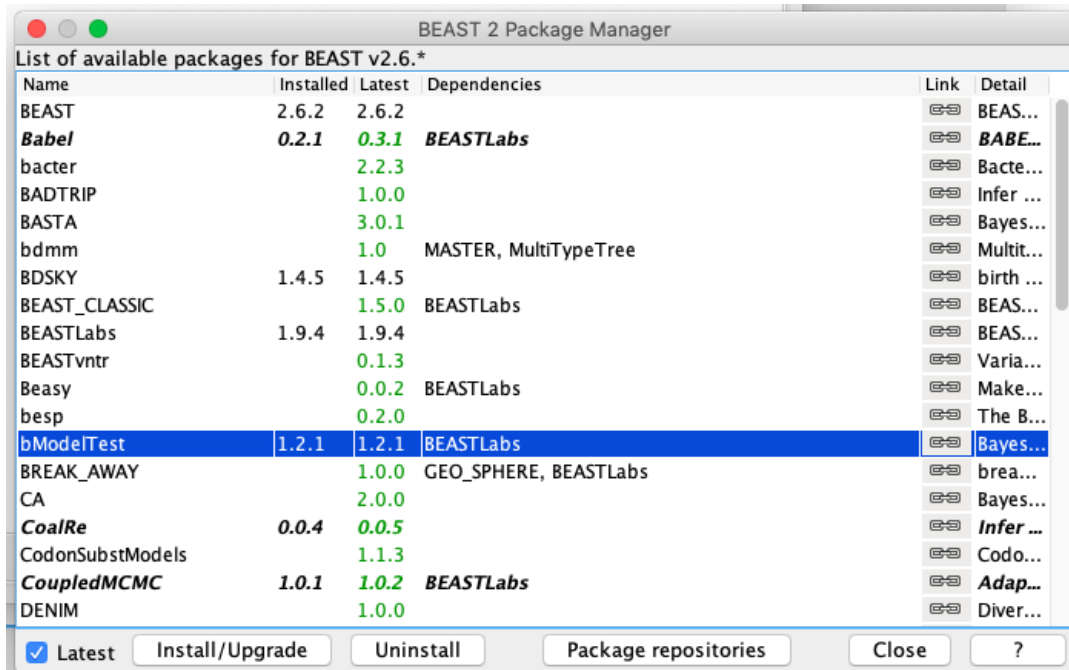 BEAST 2 Package Manager
List of available packages for BEAST v2.6.*
Name Installed Latest Dependencies Link Detail
BEAST 2.6.2 2.6.2 BEAS...
Babel 0.2.1 0.3.1 BEASTLabs BABE...
bacter 2.2.3 Bacte...
BADTRIP 1.0.0 Infer ...
BASTA 3.0.1 Bayes...
bdmm 1.0 MASTER, MultiTypeTree Multit...
BDSKY 1.4.5 1.4.5 birth ...
BEAST_CLASSIC 1.5.0 BEASTLabs BEAS...
BEASTLabs 1.9.4 1.9.4 BEAS...
BEASTvntr 0.1.3 Varia...
Beasy 0.0.2 BEASTLabs Make...
besp 0.2.0 The B...
bModelTest 1.2.1 1.2.1 BEASTLabs Bayes...
BREAK_AWAY 1.0.0 GEO_SPHERE, BEASTLabs brea...
CA 2.0.0 Bayes...
CoalRe 0.0.4 0.0.5 Infer ...
CodonSubstModels 1.1.3 Codo...
CoupledMCMC 1.0.1 1.0.2 BEASTLabs Adap...
DENIM 1.0.0 Diver...
Latest Install/Upgrade Uninstall Package repositories Close ?